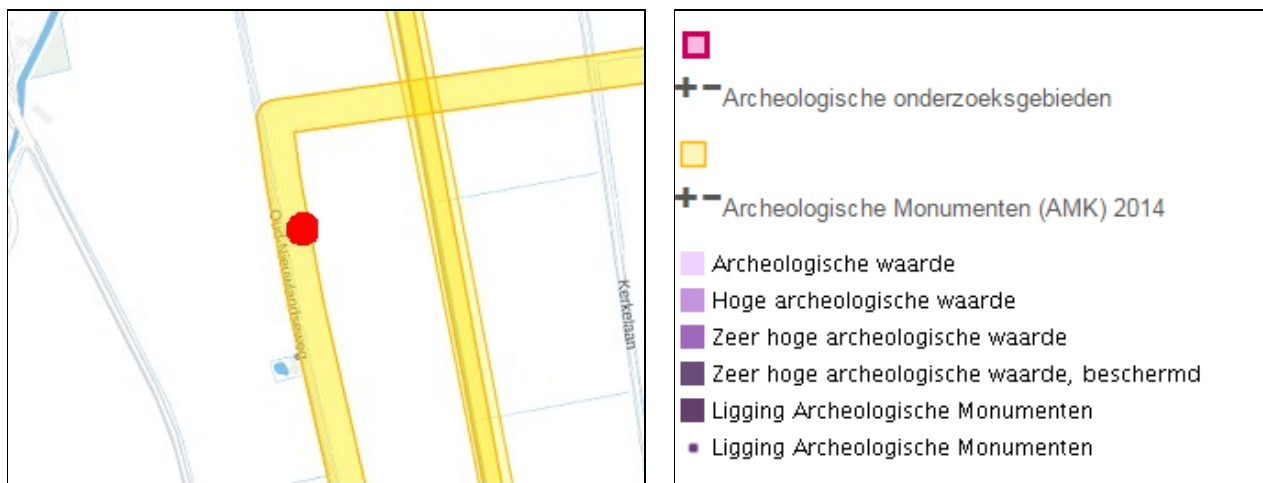 Oud-Nieuwlandseweg
Kerkelaan
Archeologische onderzoeksgebieden
Archeologische Monumenten (AMK) 2014
Archeologische waarde
Hoge archeologische waarde
Zeer hoge archeologische waarde
Zeer hoge archeologische waarde, beschermd
Ligging Archeologische Monumenten
Ligging Archeologische Monumenten